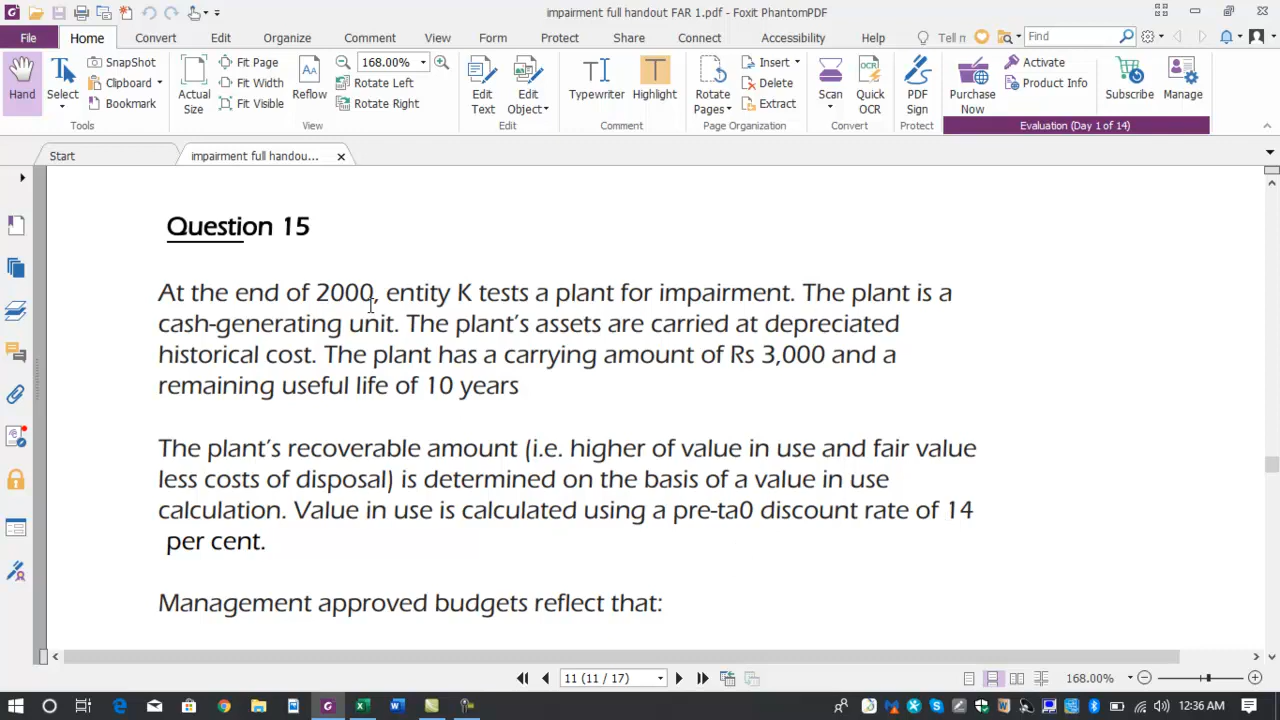 impairment full handout FAR 1.pdf - Foxit PhantomPDF
File Home Convert Edit Organize Comment View Form Protect Share Connect Accessibility Help Tell n Find
Hand
Select
SnapShot
Clipboard
Bookmark
Tools
Actual Size
Fit Page
Fit Width
Fit Visible
Reflow
168.00%
Rotate Left
Rotate Right
View
Edit Text
Edit Object
Edit
Typewriter
Highlight
Comment
Rotate Pages
Insert
Delete
Extract
Page Organization
Scan
Quick OCR
Convert
PDF Sign
Protect
Purchase Now
Activate
Product Info
Subscribe
Manage
Evaluation (Day 1 of 14)
Start
impairment full handou...
Question 15
At the end of 2000, entity K tests a plant for impairment. The plant is a
cash-generating unit. The plant's assets are carried at depreciated
historical cost. The plant has a carrying amount of Rs 3,000 and a
remaining useful life of 10 years
The plant's recoverable amount (i.e. higher of value in use and fair value
less costs of disposal) is determined on the basis of a value in use
calculation. Value in use is calculated using a pre-ta0 discount rate of 14
per cent.
Management approved budgets reflect that:
11 (11 / 17)
168.00%
12:36 AM